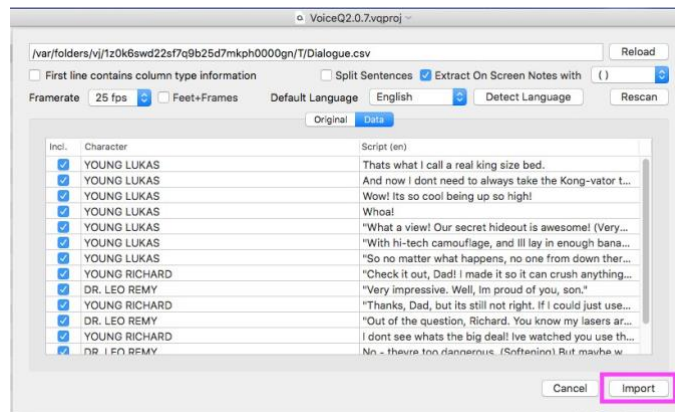 VoiceQ2.0.7.vqproj
/var/folders/vj/1z0k6swd22sf7q9b25d7mkph0000gn/T/Dialogue.csv Reload
First line contains column type information Split Sentences Extract On Screen Notes with ( )
Framerate 25 fps Feet+Frames Default Language English Detect Language Rescan
Original Data
Incl. Character Script (en)
YOUNG LUKAS Thats what I call a real king size bed.
YOUNG LUKAS And now I dont need to always take the Kong-vator t...
YOUNG LUKAS Wow! Its so cool being up so high!
YOUNG LUKAS Whoa!
YOUNG LUKAS "What a view! Our secret hideout is awesome! (Very...
YOUNG LUKAS "With hi-tech camouflage, and Ill lay in enough bana...
YOUNG LUKAS "So no matter what happens, no one from down ther...
YOUNG RICHARD "Check it out, Dad! I made it so it can crush anything...
DR. LEO REMY "Very impressive. Well, Im proud of you, son."
YOUNG RICHARD "Thanks, Dad, but its still not right. If I could just use...
DR. LEO REMY "Out of the question, Richard. You know my lasers ar...
YOUNG RICHARD I dont see whats the big deal! Ive watched you use th...
DR. LEO REMY No - theyre too dangerous. (Softening) But maybe w...
Cancel Import